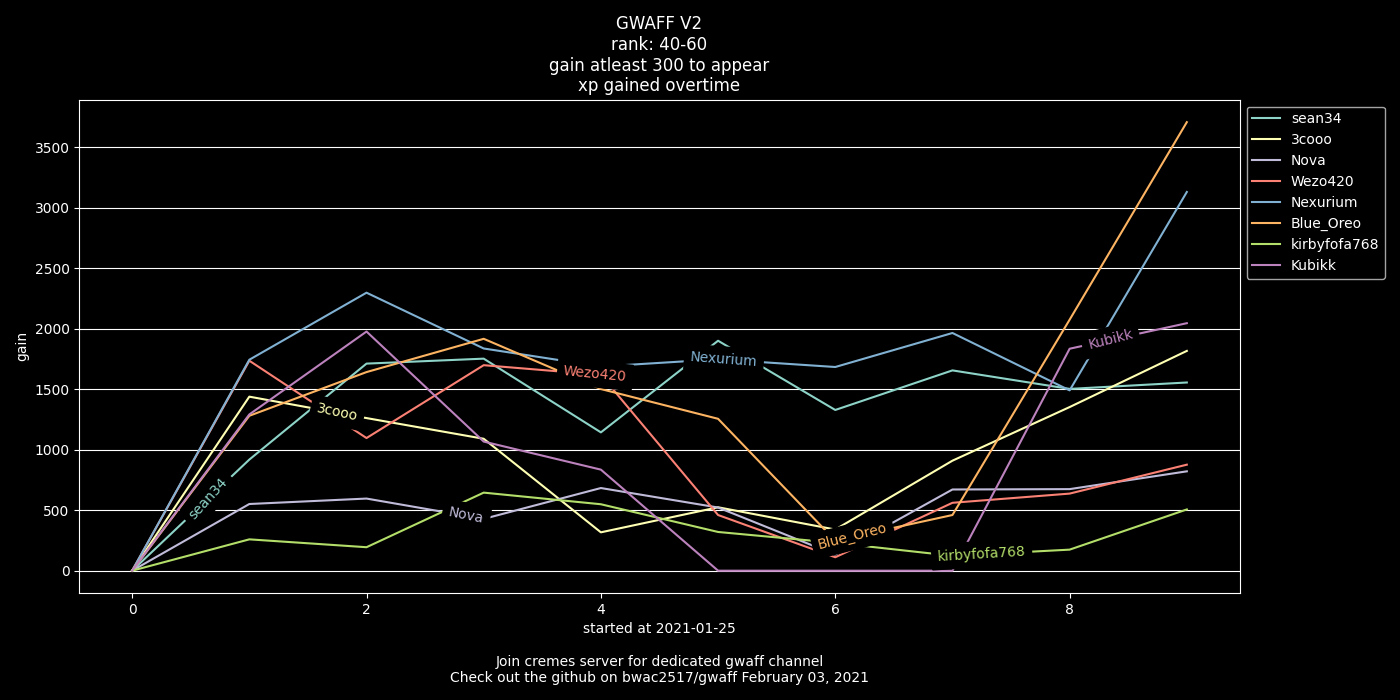 GWAFF V2
rank: 40-60
gain atleast 300 to appear
xp gained overtime
sean34
3cooo
Nova
Wezo420
Nexurium
Blue_Oreo
kirbyfofa768
Kubikk
gain
3500
3000
2500
2000
1500
1000
500
0
sean34
3cooo
Nova
Wezo420
Nexurium
Blue_Oreo
kirbyfofa768
Kubikk
0 2 4 6 8
started at 2021-01-25
Join cremes server for dedicated gwaff channel
Check out the github on bwac2517/gwaff February 03, 2021